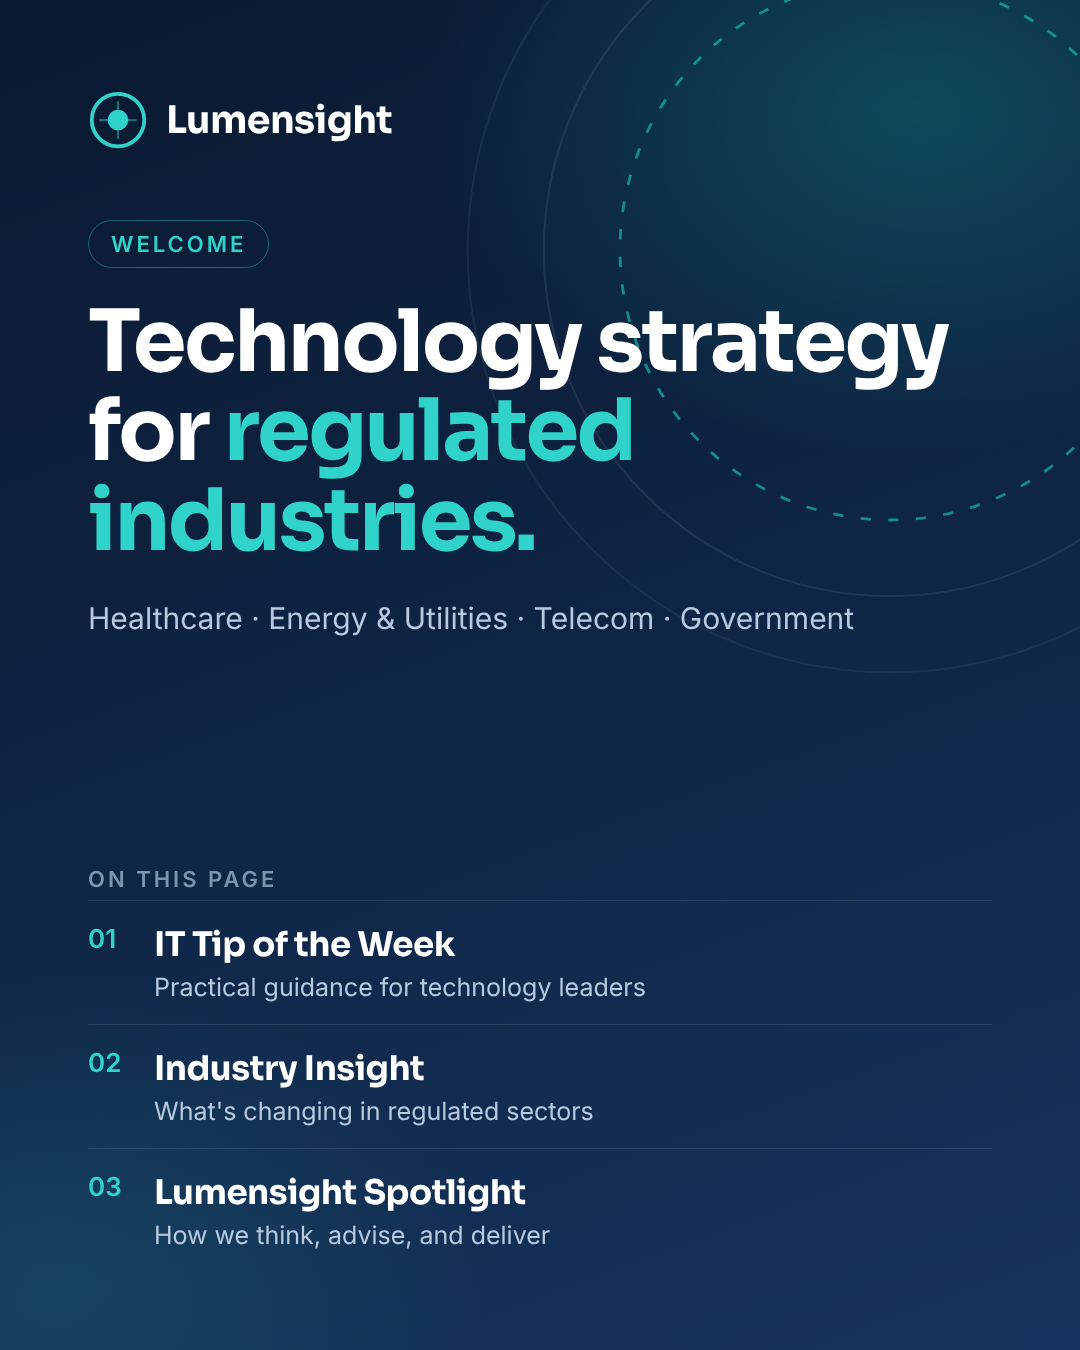 Lumensight
WELCOME
Technology strategy
for regulated
industries.
Healthcare · Energy & Utilities · Telecom · Government
ON THIS PAGE
01
IT Tip of the Week
Practical guidance for technology leaders
02
Industry Insight
What's changing in regulated sectors
03
Lumensight Spotlight
How we think, advise, and deliver